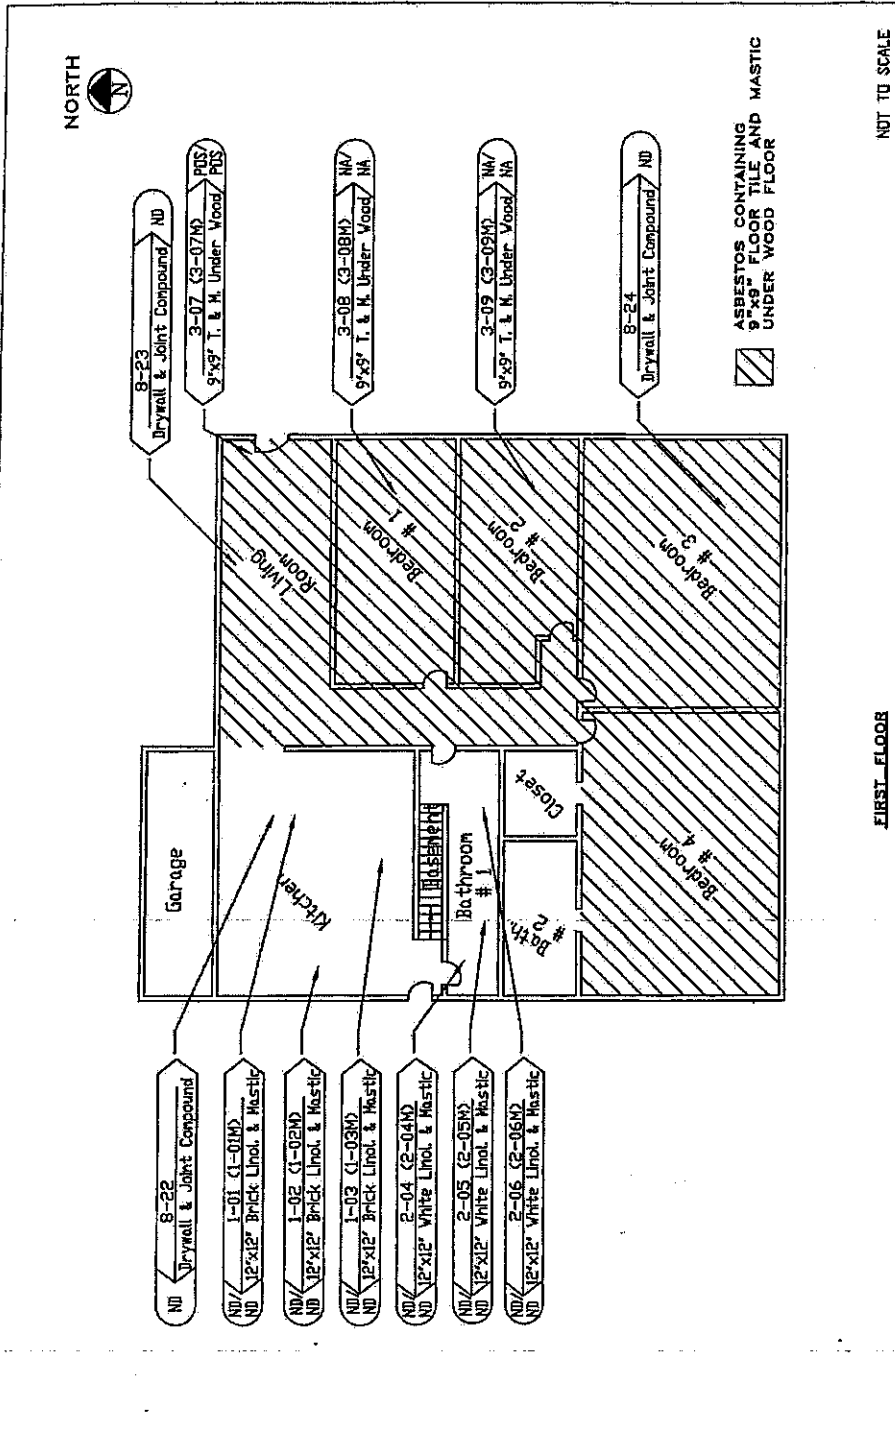 NORTH
N
8-23
Drywall & Joint Compound
ND
3-07 (3-07M)
9"x9" T. & M. Under Wood
POS/
POS
3-08 (3-08M)
9"x9" T. & M. Under Wood
NA/
NA
3-09 (3-09M)
9"x9" T. & M. Under Wood
NA/
NA
8-24
Drywall & Joint Compound
ND
ASBESTOS CONTAINING
9"x9" FLOOR TILE AND MASTIC
UNDER WOOD FLOOR
NOT TO SCALE
Garage
Kitchen
Living
Room
Bedroom
# 1
Bedroom
# 2
Bedroom
# 3
Bedroom
# 4
Basement
Bathroom
# 1
Bath.
# 2
Closet
FIRST FLOOR
ND
8-22
Drywall & Joint Compound
ND/
ND
1-01 (1-01M)
12"x12" Brick Linol. & Mastic
ND/
ND
1-02 (1-02M)
12"x12" Brick Linol. & Mastic
ND/
ND
1-03 (1-03M)
12"x12" Brick Linol. & Mastic
ND/
ND
2-04 (2-04M)
12"x12" White Linol. & Mastic
ND/
ND
2-05 (2-05M)
12"x12" White Linol. & Mastic
ND/
ND
2-06 (2-06M)
12"x12" White Linol. & Mastic